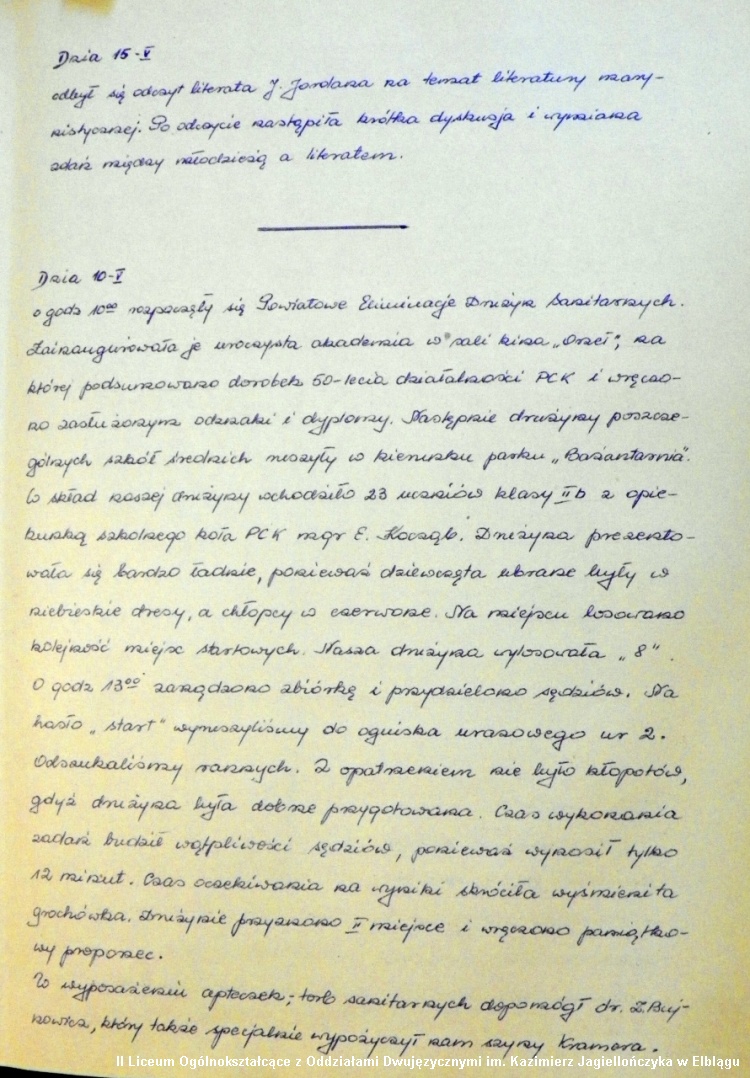 Dnia 15-V
odbył się odczyt literata J. Jordana na temat literatury mary-
nistycznej. Po odczycie nastąpiła krótka dyskusja i wymiana
zdań między młodzieżą a literatem.
Dnia 10-V
o godz 10⁰⁰ rozpoczęły się Powiatowe Eliminacje Drużyn Sanitarnych.
Zainaugurowała je uroczysta akademia w sali kina "Orzeł", na
której podsumowano dorobek 50-lecia działalności PCK i wręczo-
no zasłużonym odznaki i dyplomy. Następnie drużyny poszcze-
gólnych szkół średnich ruszyły w kierunku parku "Bażantarnia".
W skład naszej drużyny wchodziło 23 uczniów klasy IIb z opie-
kunką szkolnego koła PCK mgr E. Kocząb. Drużyna prezento-
wała się bardzo ładnie, ponieważ dziewczęta ubrane były w
niebieskie dresy, a chłopcy w czerwone. Na miejscu losowano
kolejność miejsc startowych. Nasza drużyna wylosowała "8".
O godz 13⁰⁰ zarządzono zbiórkę i przydzielono sędziów. Na
hasło "start" wyruszyliśmy do ogniska urazowego nr 2.
Odszukaliśmy rannych. Z opatrzeniem nie było kłopotów,
gdyż drużyna była dobrze przygotowana. Czas wykonania
zadań budził wątpliwości sędziów, ponieważ wynosił tylko
12 minut. Czas oczekiwania na wyniki skróciła wyśmienita
grochówka. Drużynie przyznano II miejsce i wręczono pamiątko-
wy proporzec.
W wyposażeniu apteczek i torb sanitarnych dopomógł dr. Z. Buj-
nowicz, który także specjalnie wypożyczył nam szyny Kramera.
II Liceum Ogólnokształcące z Oddziałami Dwujęzycznymi im. Kazimierz Jagiellończyka w Elblągu